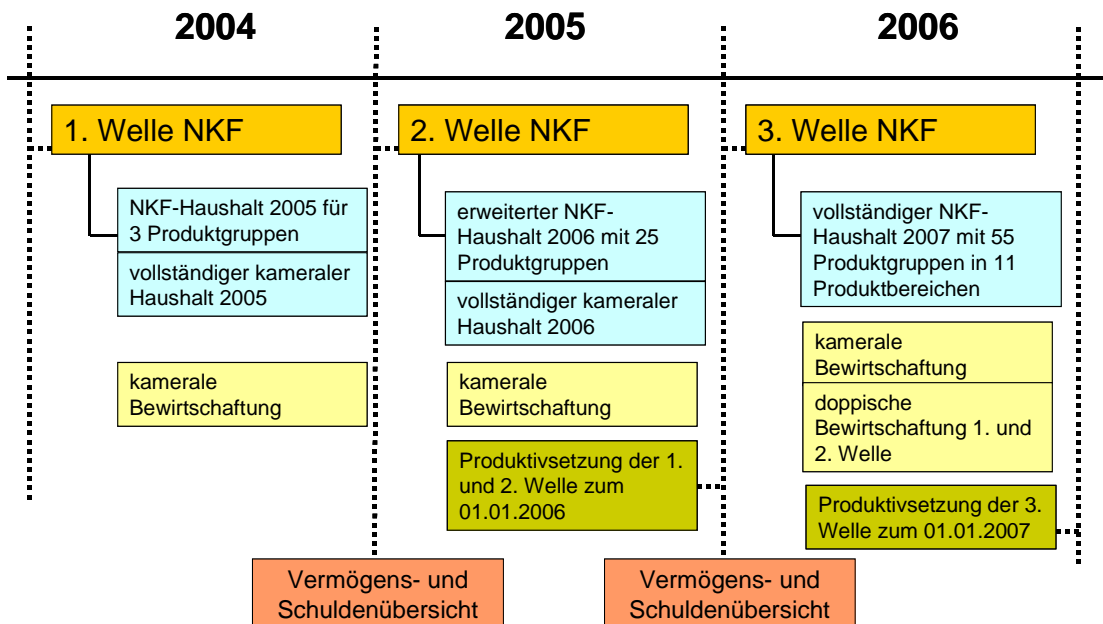 2004
2005
2006
1. Welle NKF
2. Welle NKF
3. Welle NKF
NKF-Haushalt 2005 für
3 Produktgruppen
vollständiger kameraler
Haushalt 2005
kamerale
Bewirtschaftung
erweiterter NKF-
Haushalt 2006 mit 25
Produktgruppen
vollständiger kameraler
Haushalt 2006
kamerale
Bewirtschaftung
Produktivsetzung der 1.
und 2. Welle zum
01.01.2006
vollständiger NKF-
Haushalt 2007 mit 55
Produktgruppen in 11
Produktbereichen
kamerale
Bewirtschaftung
doppische
Bewirtschaftung 1. und
2. Welle
Produktivsetzung der 3.
Welle zum 01.01.2007
Vermögens- und
Schuldenübersicht
Vermögens- und
Schuldenübersicht